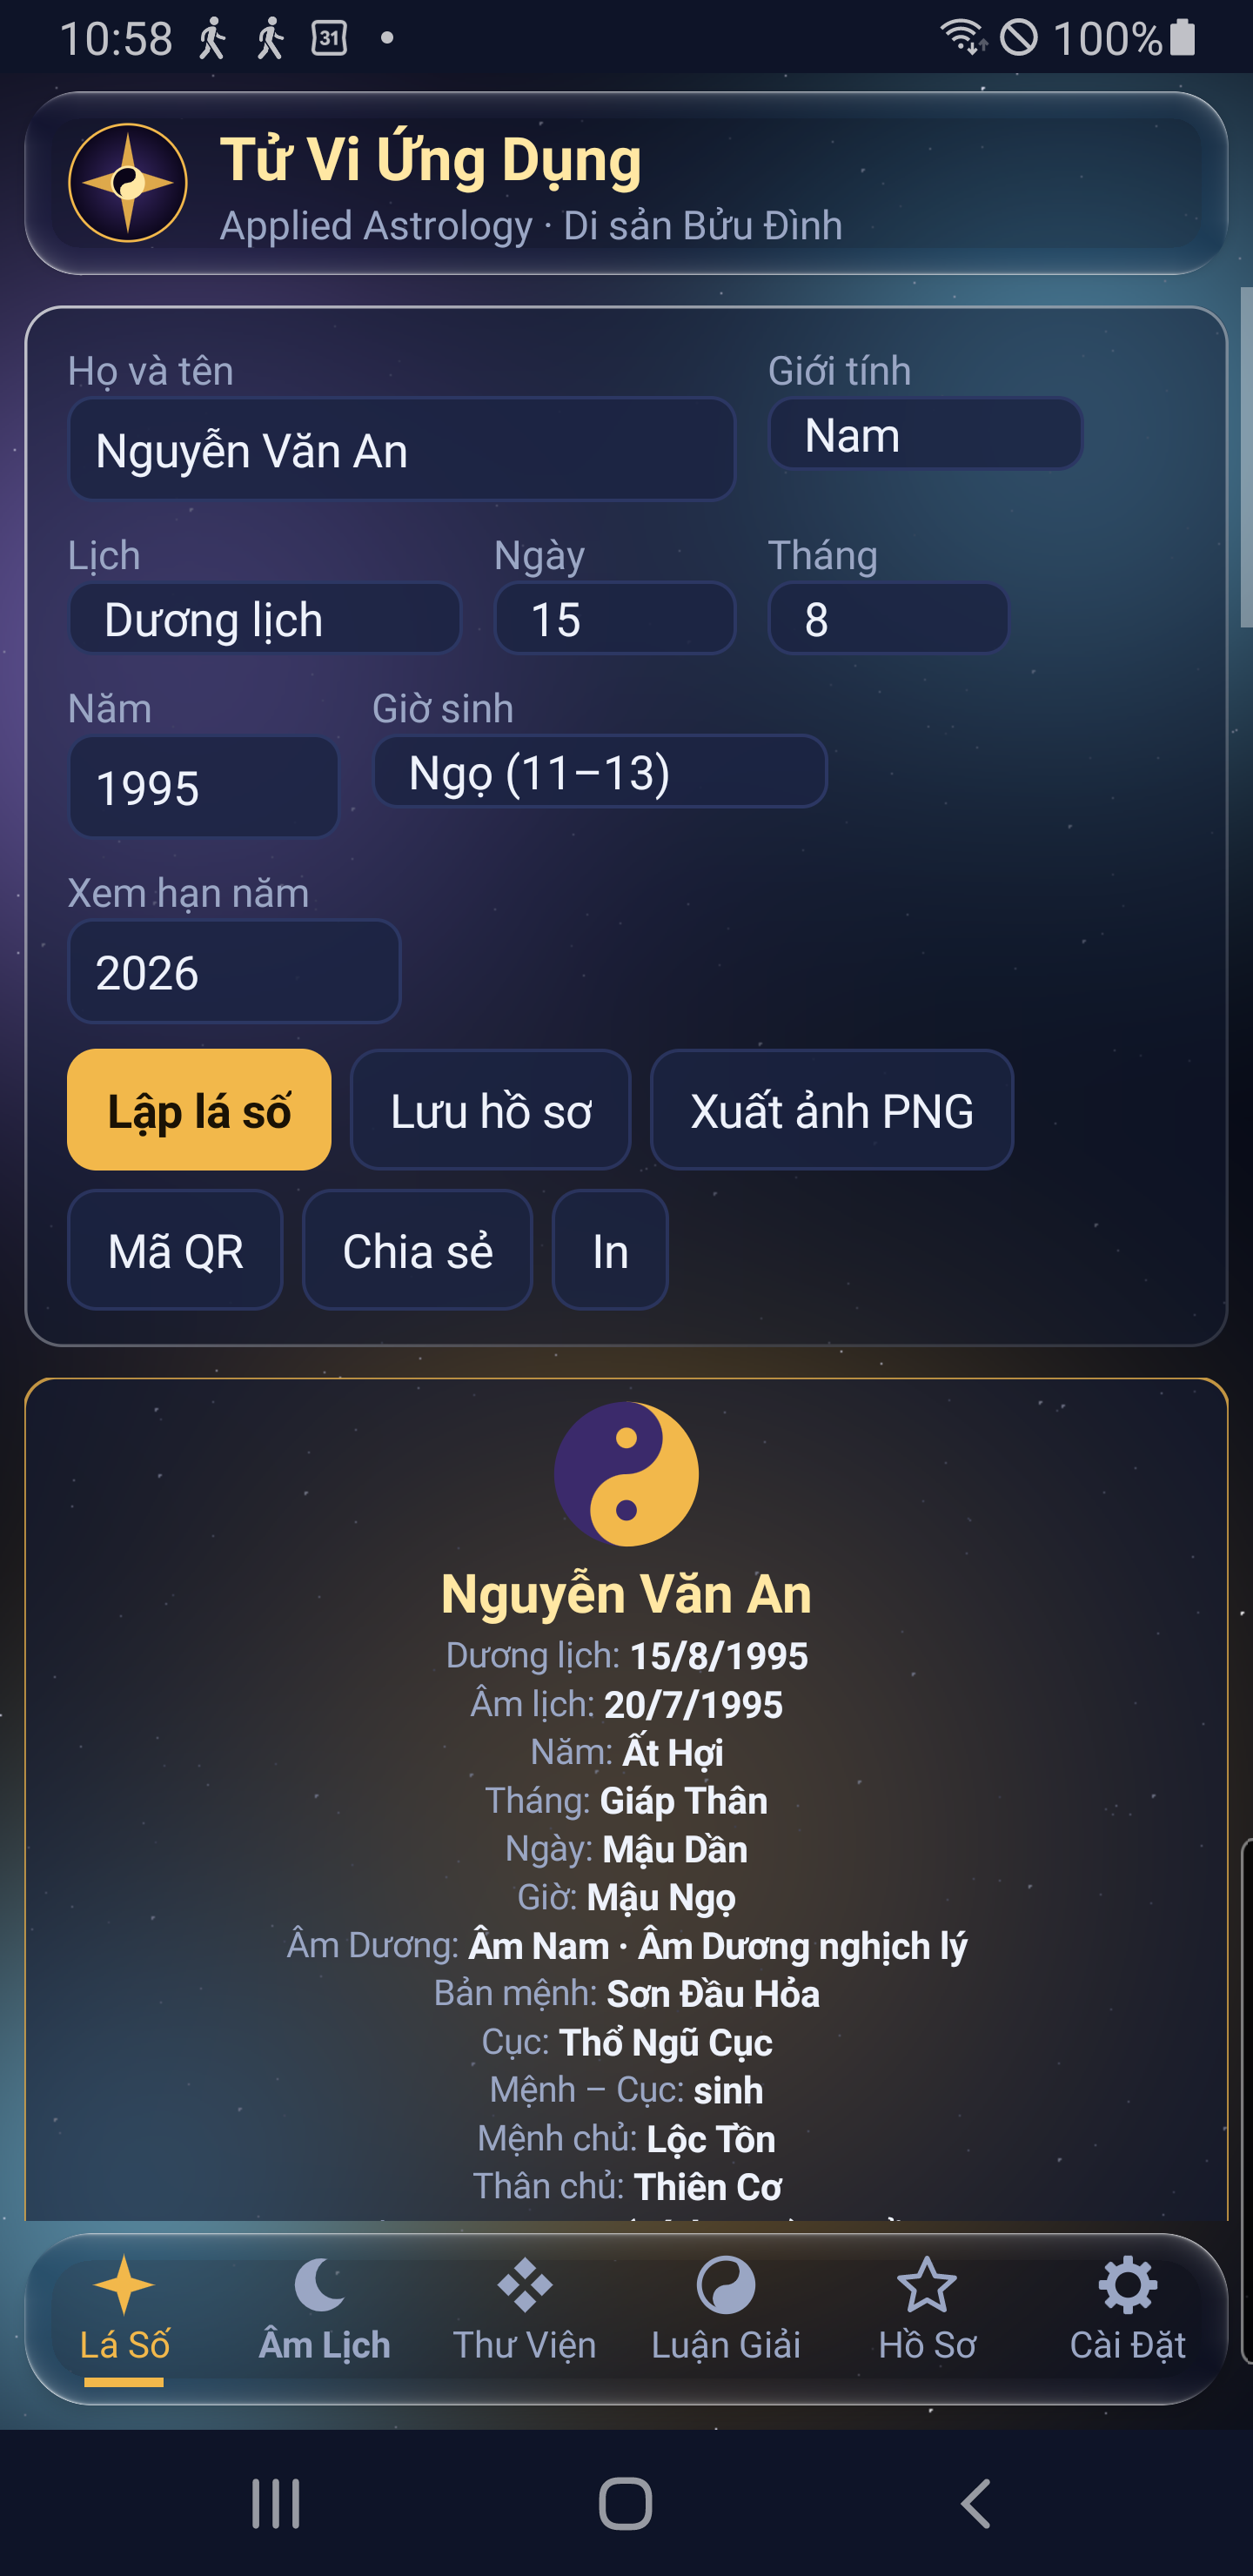 10:58 31 100%
Tử Vi Ứng Dụng
Applied Astrology · Di sản Bửu Đình
Họ và tên Giới tính
Nguyễn Văn An Nam
Lịch Ngày Tháng
Dương lịch 15 8
Năm Giờ sinh
1995 Ngọ (11–13)
Xem hạn năm
2026
Lập lá số Lưu hồ sơ Xuất ảnh PNG
Mã QR Chia sẻ In
Nguyễn Văn An
Dương lịch: 15/8/1995
Âm lịch: 20/7/1995
Năm: Ất Hợi
Tháng: Giáp Thân
Ngày: Mậu Dần
Giờ: Mậu Ngọ
Âm Dương: Âm Nam · Âm Dương nghịch lý
Bản mệnh: Sơn Đầu Hỏa
Cục: Thổ Ngũ Cục
Mệnh – Cục: sinh
Mệnh chủ: Lộc Tồn
Thân chủ: Thiên Cơ
Lá Số Âm Lịch Thư Viện Luận Giải Hồ Sơ Cài Đặt